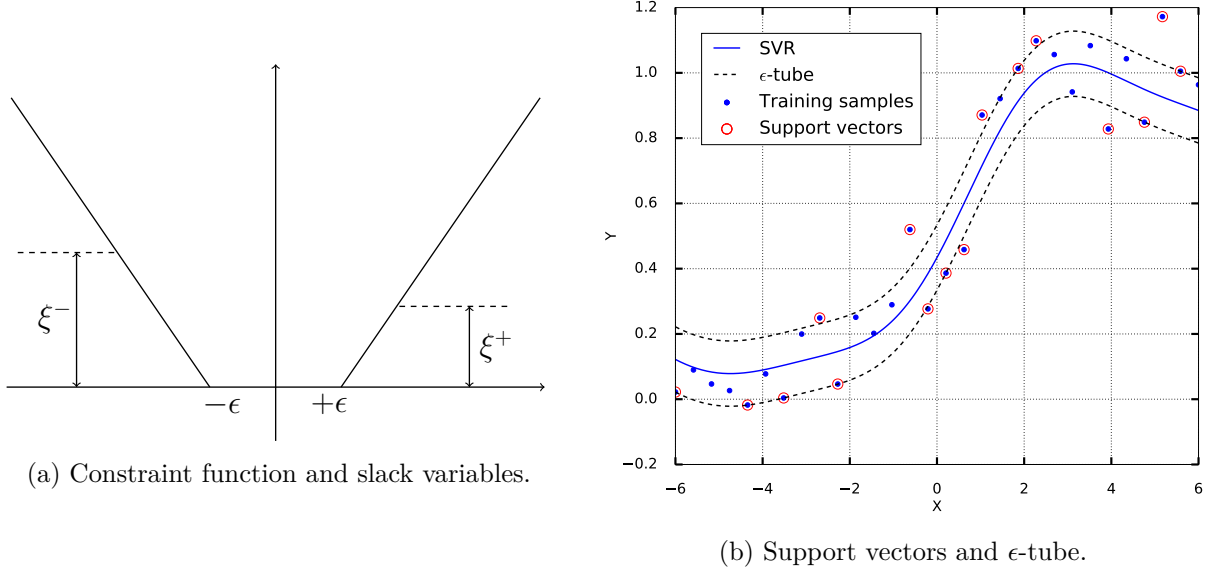 ξ−
ξ+
−ϵ
+ϵ
(a) Constraint function and slack variables.
1.2
1.0
0.8
0.6
0.4
0.2
0.0
−0.2
Y
SVR
ϵ-tube
Training samples
Support vectors
−6
−4
−2
0
2
4
6
X
(b) Support vectors and ϵ-tube.